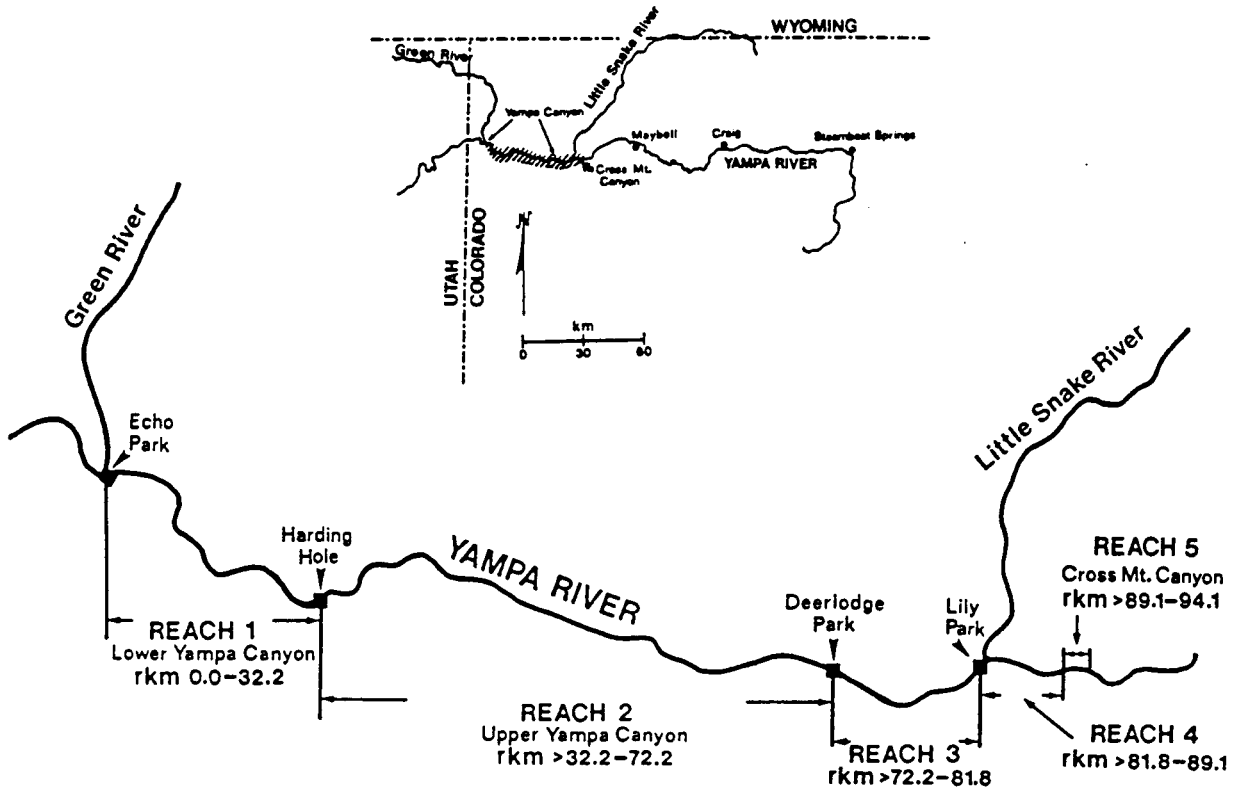 WYOMING
Green River
Little Snake River
Yampa Canyon
Maybell
Craig
Steamboat Springs
YAMPA RIVER
Cross Mt.
Canyon
UTAH
COLORADO
N
km
0 30 60
Green River
Echo
Park
Harding
Hole
YAMPA RIVER
Deerlodge
Park
Lily
Park
Little Snake River
REACH 5
Cross Mt. Canyon
rkm >89.1-94.1
REACH 1
Lower Yampa Canyon
rkm 0.0-32.2
REACH 2
Upper Yampa Canyon
rkm >32.2-72.2
REACH 3
rkm >72.2-81.8
REACH 4
rkm >81.8-89.1